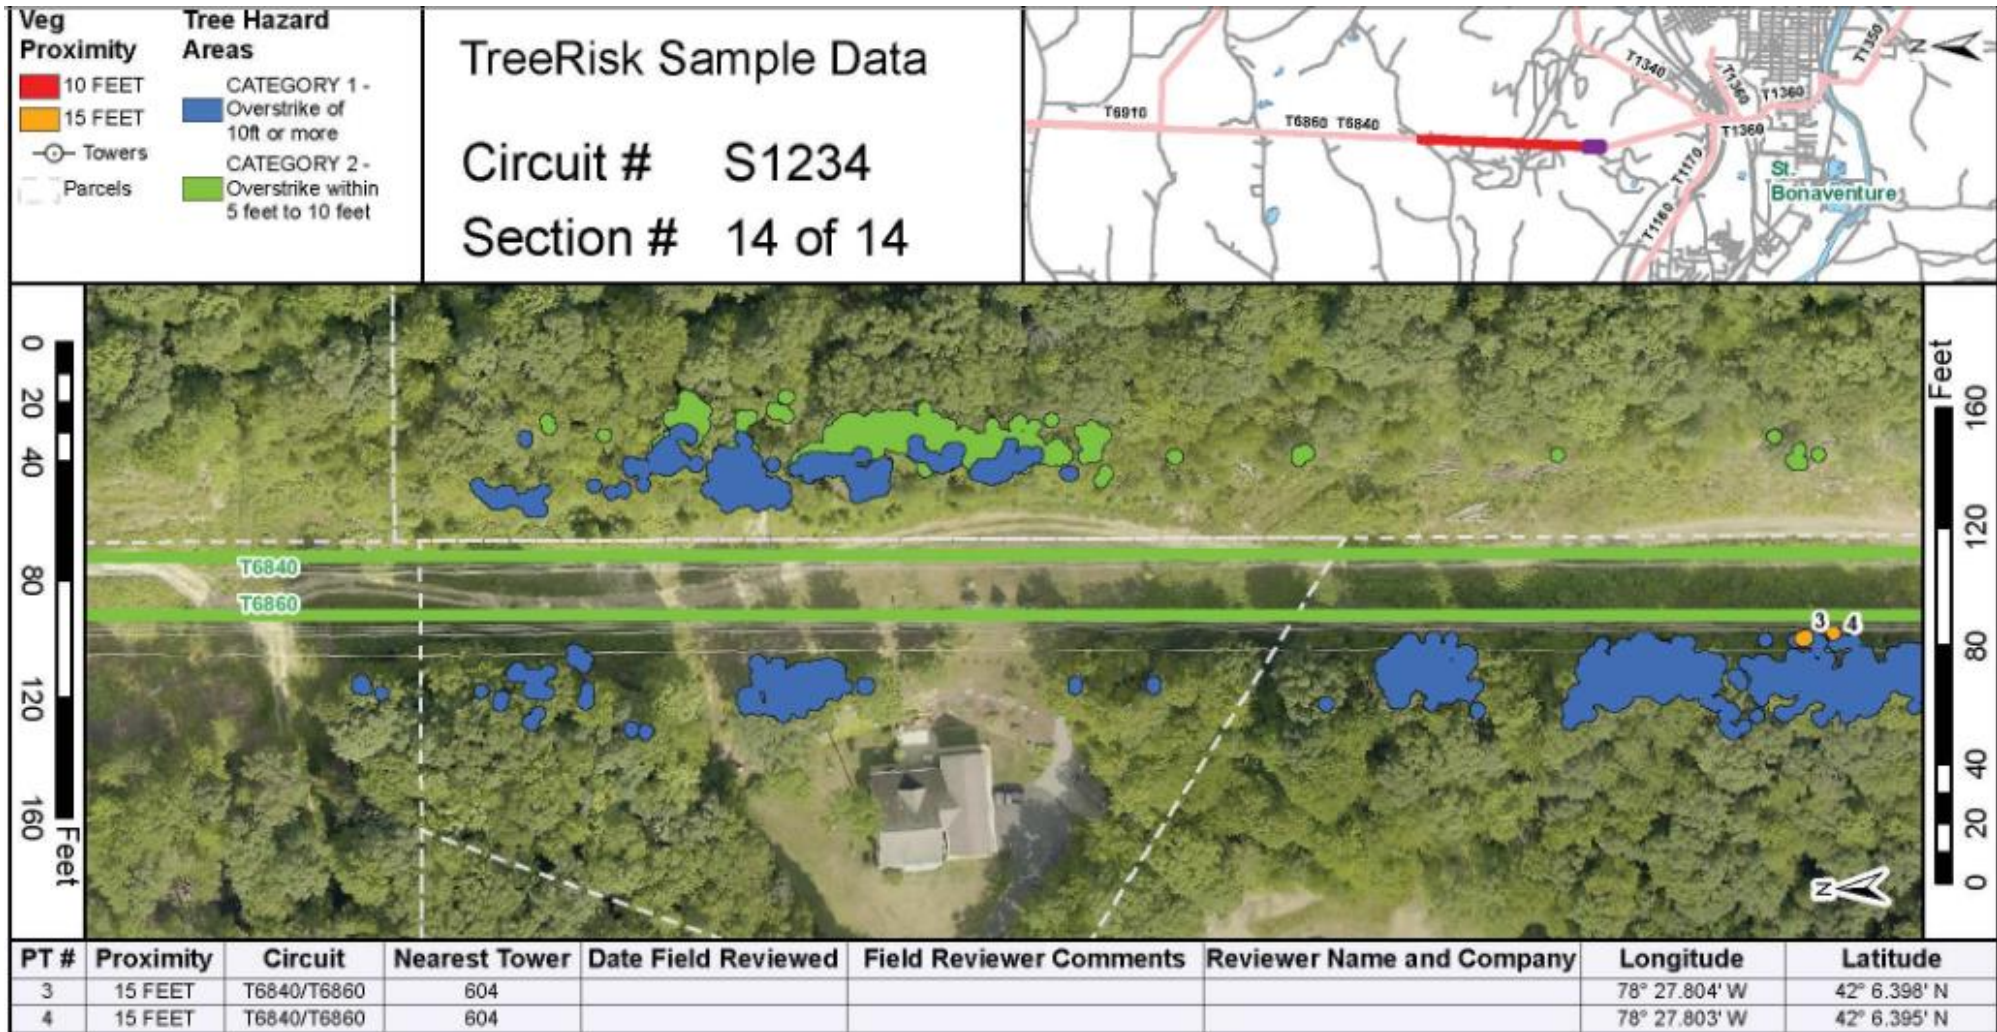 Veg Proximity
10 FEET
15 FEET
Towers
Parcels
Tree Hazard Areas
CATEGORY 1 -
Overstrike of
10ft or more
CATEGORY 2 -
Overstrike within
5 feet to 10 feet
TreeRisk Sample Data
Circuit # S1234
Section # 14 of 14
T6910
T6860 T6840
T1340
T1360
T1360
T1360
T1350
T1170
T1160
St.
Bonaventure
N
0
20
40
80
120
160
Feet
T6840
T6860
3 4
N
Feet
160
120
80
40
20
0
PT # Proximity Circuit Nearest Tower Date Field Reviewed Field Reviewer Comments Reviewer Name and Company Longitude Latitude
3 15 FEET T6840/T6860 604 78° 27.804' W 42° 6.398' N
4 15 FEET T6840/T6860 604 78° 27.803' W 42° 6.395' N